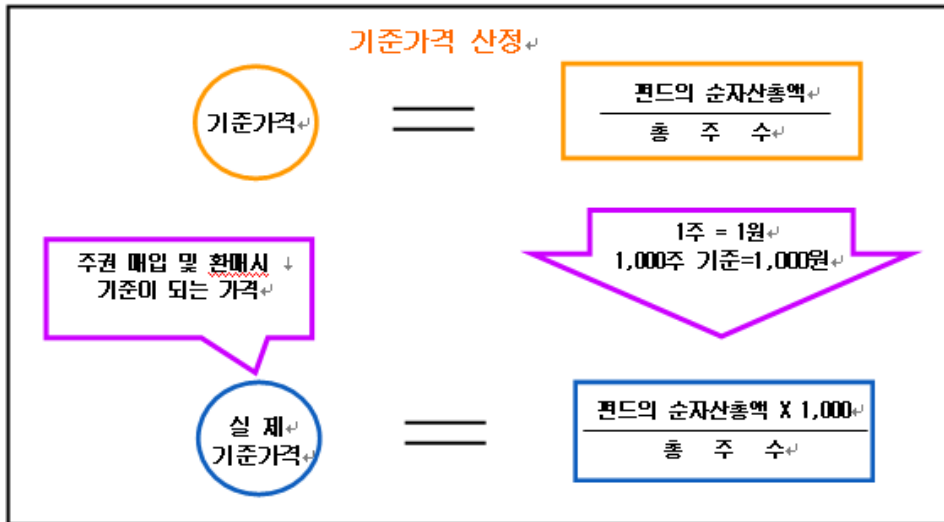 기준가격 산정
기준가격
펀드의 순자산총액
총 주 수
주권 매입 및 환매시
기준이 되는 가격
1주 = 1원
1,000주 기준=1,000원
실 제
기준가격
펀드의 순자산총액 X 1,000
총 주 수